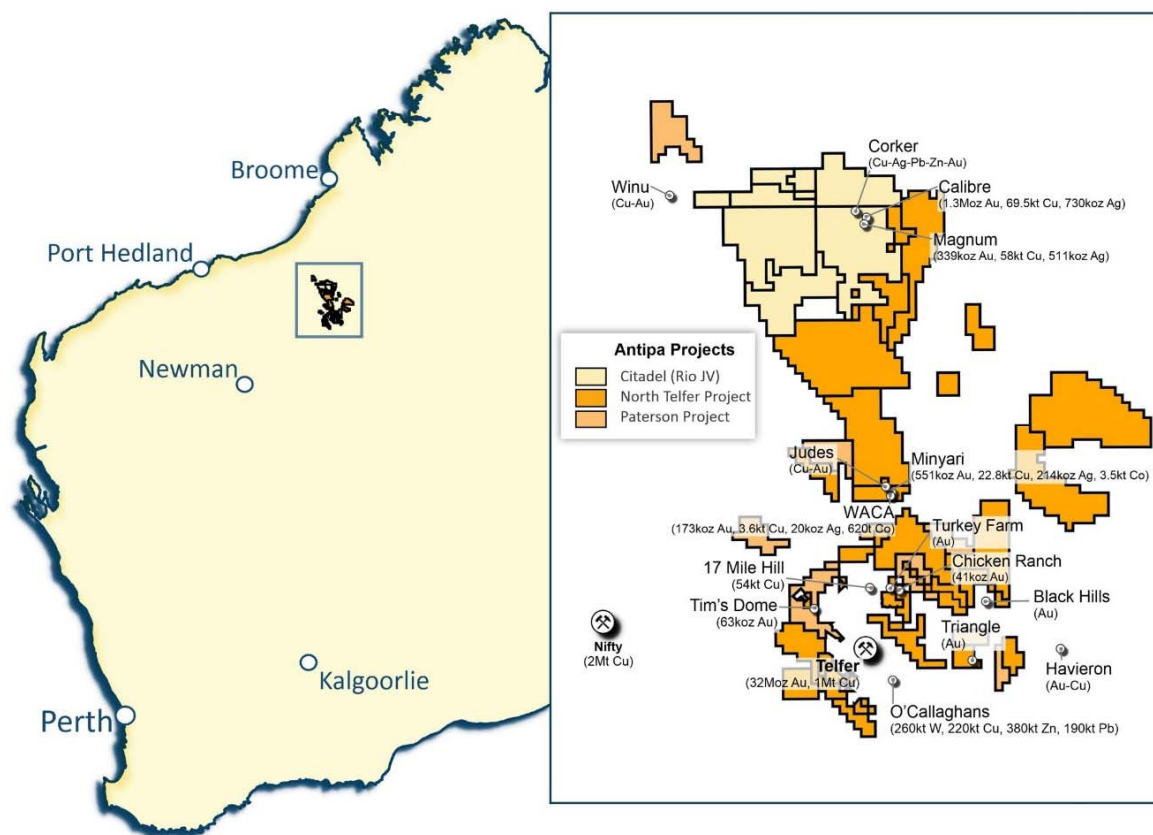 Broome
Port Hedland
Newman
Kalgoorlie
Perth
Corker
(Cu-Ag-Pb-Zn-Au)
Winu
(Cu-Au)
Calibre
(1.3Moz Au, 69.5kt Cu, 730koz Ag)
Magnum
(339koz Au, 58kt Cu, 511koz Ag)
Antipa Projects
Citadel (Rio JV)
North Telfer Project
Paterson Project
Judes
(Cu-Au)
Minyari
(551koz Au, 22.8kt Cu, 214koz Ag, 3.5kt Co)
WACA
(173koz Au, 3.6kt Cu, 20koz Ag, 620t Co)
Turkey Farm
(Au)
Chicken Ranch
(41koz Au)
17 Mile Hill
(54kt Cu)
Black Hills
(Au)
Tim's Dome
(63koz Au)
Nifty
(2Mt Cu)
Triangle
(Au)
Telfer
(32Moz Au, 1Mt Cu)
Havieron
(Au-Cu)
O'Callaghans
(260kt W, 220kt Cu, 380kt Zn, 190kt Pb)